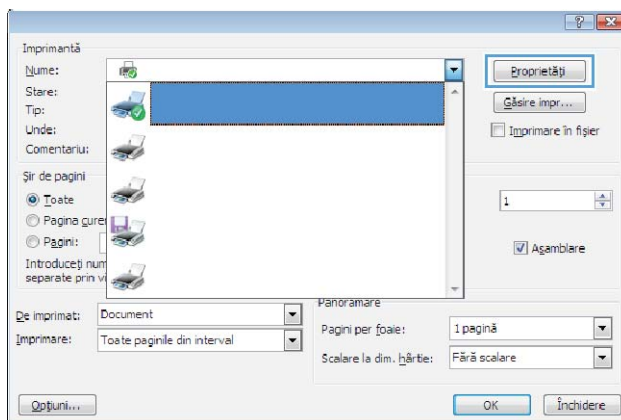 Imprimantă
Nume:
Proprietăți
Stare:
Găsire impr...
Tip:
Unde:
Imprimare în fișier
Comentariu:
Șir de pagini
Toate
1
Pagina curen
Pagini:
Asamblare
Introduceți num
separate prin vi
Panoramare
De imprimat: Document
Pagini per foaie: 1 pagină
Imprimare: Toate paginile din interval
Scalare la dim. hârtie: Fără scalare
Opțiuni...
OK
Închidere